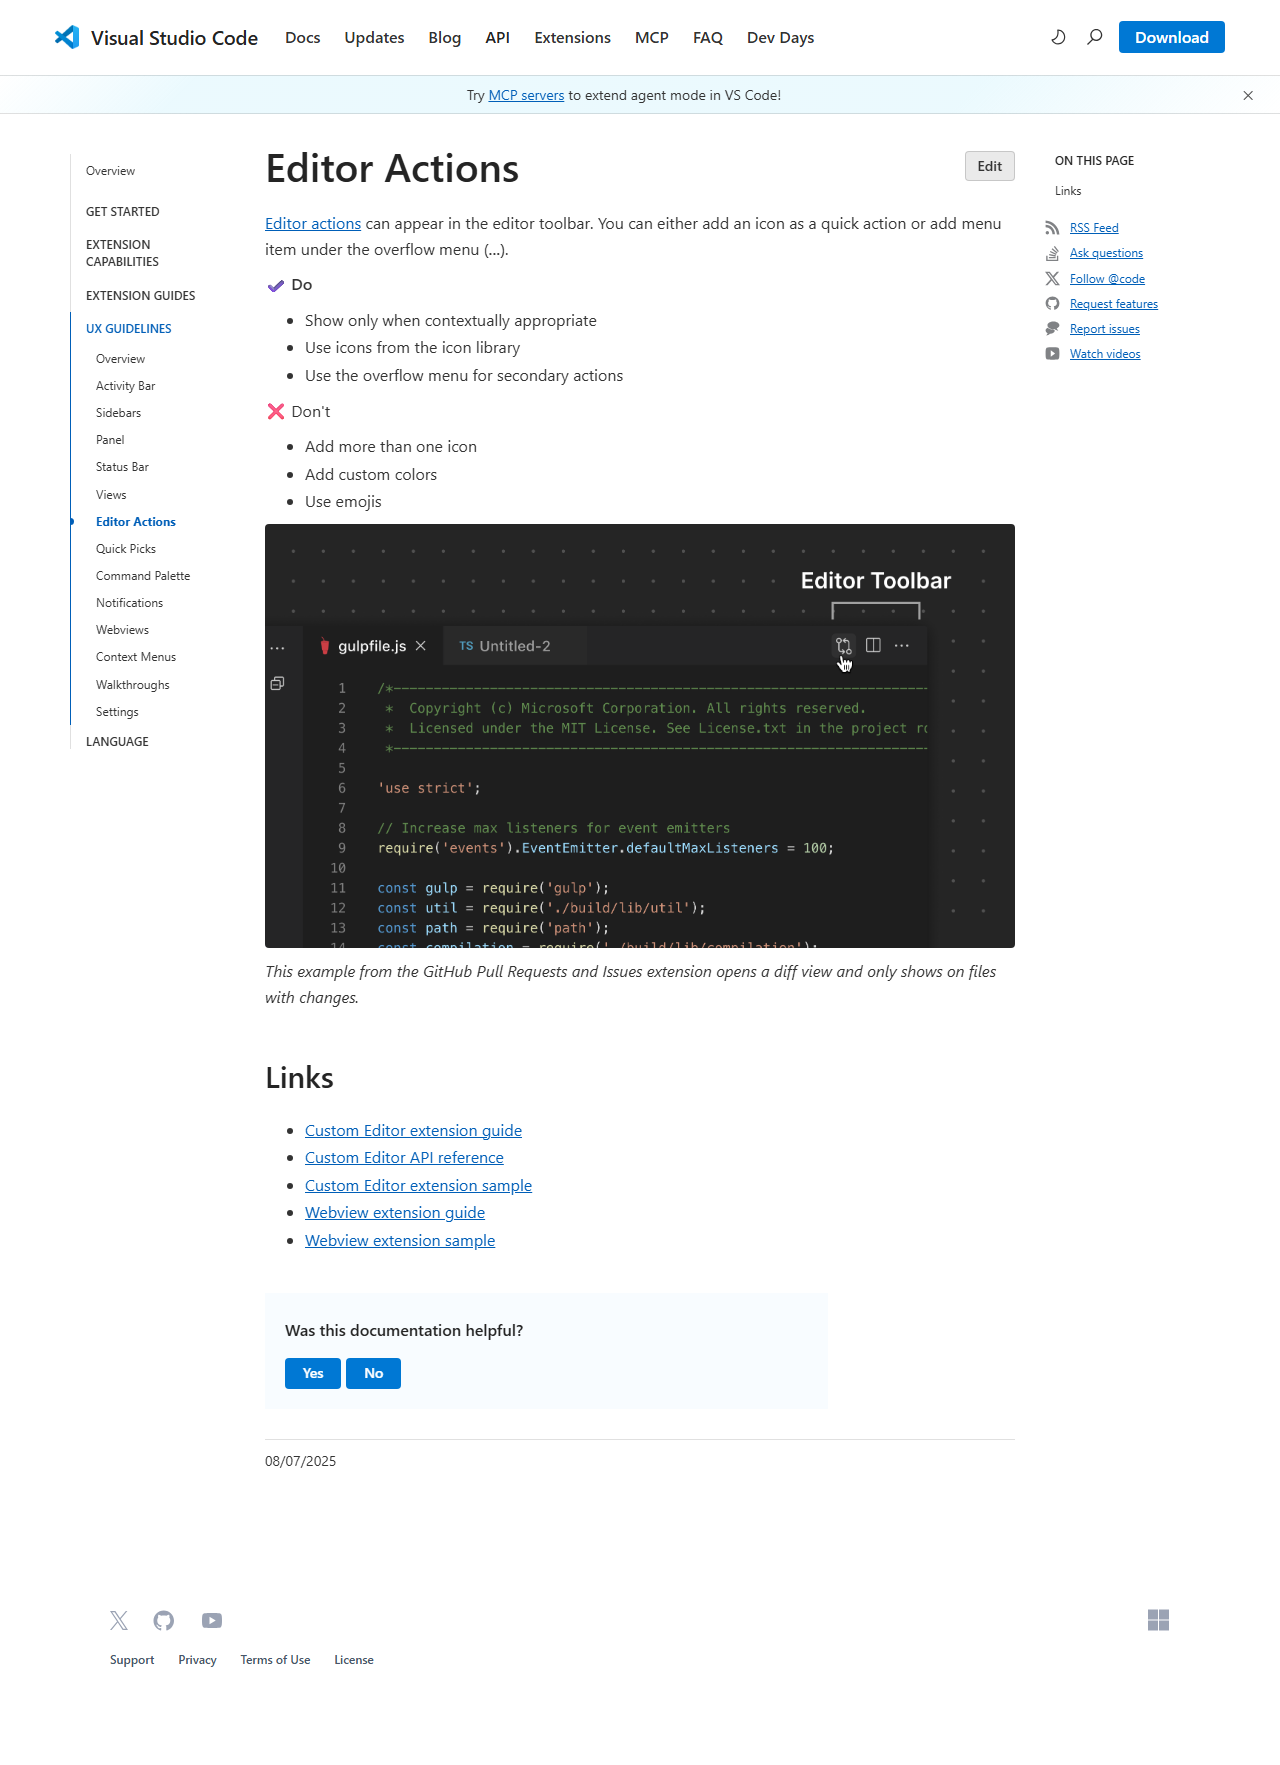 Visual Studio Code
Docs
Updates
Blog
API
Extensions
MCP
FAQ
Dev Days
Download
Try MCP servers to extend agent mode in VS Code!
Overview
GET STARTED
EXTENSION
CAPABILITIES
EXTENSION GUIDES
UX GUIDELINES
Overview
Activity Bar
Sidebars
Panel
Status Bar
Views
Editor Actions
Quick Picks
Command Palette
Notifications
Webviews
Context Menus
Walkthroughs
Settings
LANGUAGE
Editor Actions
Edit
Editor actions can appear in the editor toolbar. You can either add an icon as a quick action or add menu
item under the overflow menu (...).
✔ Do
• Show only when contextually appropriate
• Use icons from the icon library
• Use the overflow menu for secondary actions
❌ Don't
• Add more than one icon
• Add custom colors
• Use emojis
Editor Toolbar
gulpfile.js
TS Untitled-2
1 /*---------------------------------------------------------------
2 * Copyright (c) Microsoft Corporation. All rights reserved.
3 * Licensed under the MIT License. See License.txt in the project ro
4 *---------------------------------------------------------------
5
6 'use strict';
7
8 // Increase max listeners for event emitters
9 require('events').EventEmitter.defaultMaxListeners = 100;
10
11 const gulp = require('gulp');
12 const util = require('./build/lib/util');
13 const path = require('path');
14 const compilation = require('./build/lib/compilation');
This example from the GitHub Pull Requests and Issues extension opens a diff view and only shows on files
with changes.
Links
• Custom Editor extension guide
• Custom Editor API reference
• Custom Editor extension sample
• Webview extension guide
• Webview extension sample
Was this documentation helpful?
Yes
No
08/07/2025
ON THIS PAGE
Links
RSS Feed
Ask questions
Follow @code
Request features
Report issues
Watch videos
Support
Privacy
Terms of Use
License